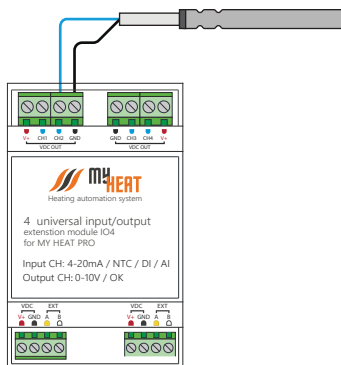 V+ CH1 CH2 GND GND CH3 CH4 V+
VDC OUT VDC OUT
MY HEAT
Heating automation system
4 universal input/output
extenstion module IO4
for MY HEAT PRO
Input CH: 4-20mA / NTC / DI / AI
Output CH: 0-10V / OK
VDC EXT VDC EXT
V+ GND A B V+ GND A B